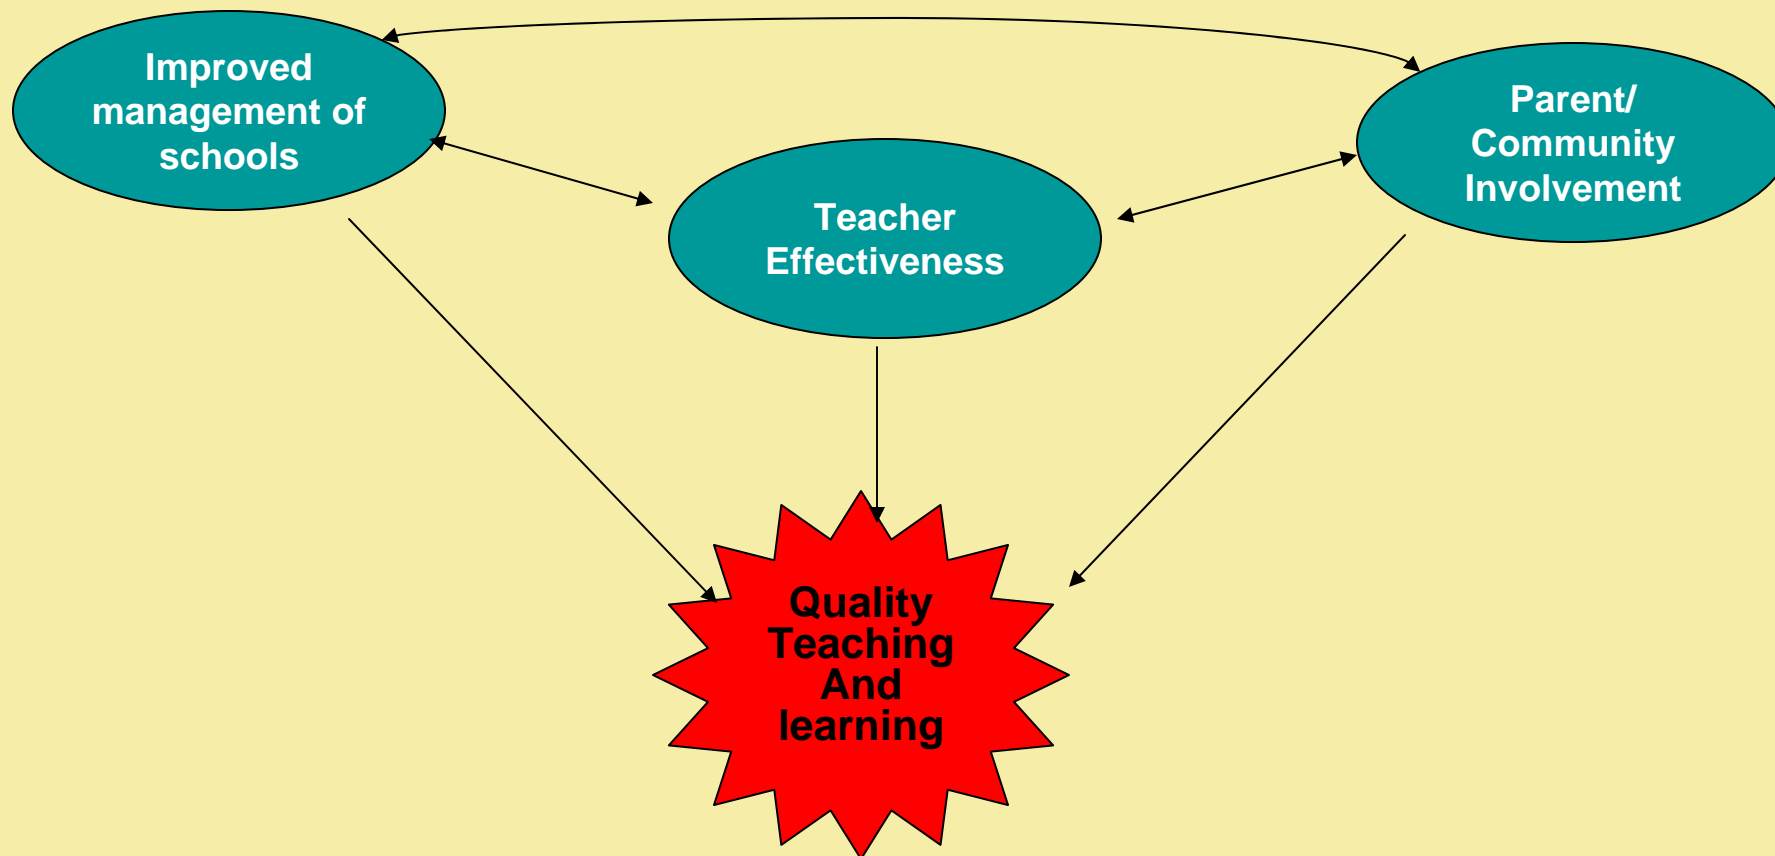 Improved
management of
schools
Parent/
Community
Involvement
Teacher
Effectiveness
Quality
Teaching
And
learning